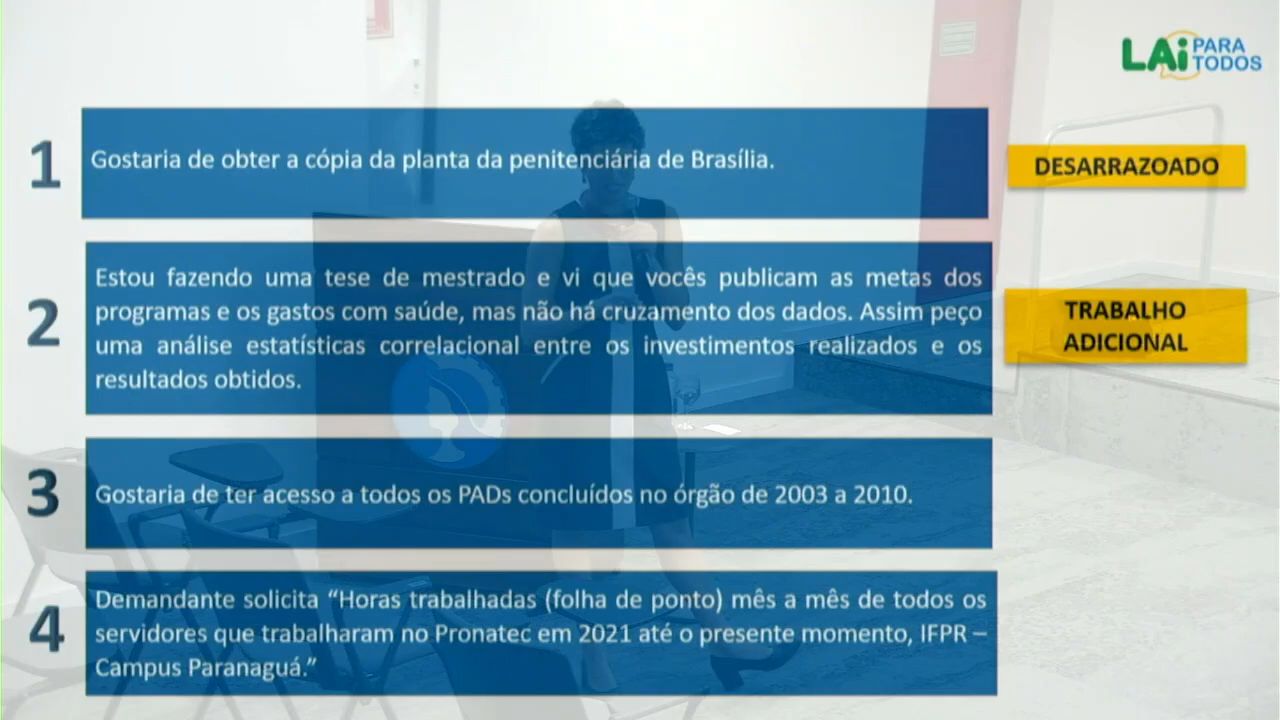 LAi PARA
TODOS
1
Gostaria de obter a cópia da planta da penitenciária de Brasília.
DESARRAZOADO
2
Estou fazendo uma tese de mestrado e vi que vocês publicam as metas dos
programas e os gastos com saúde, mas não há cruzamento dos dados. Assim peço
uma análise estatísticas correlacional entre os investimentos realizados e os
resultados obtidos.
TRABALHO
ADICIONAL
3
Gostaria de ter acesso a todos os PADs concluídos no órgão de 2003 a 2010.
4
Demandante solicita “Horas trabalhadas (folha de ponto) mês a mês de todos os
servidores que trabalharam no Pronatec em 2021 até o presente momento, IFPR –
Campus Paranaguá.”